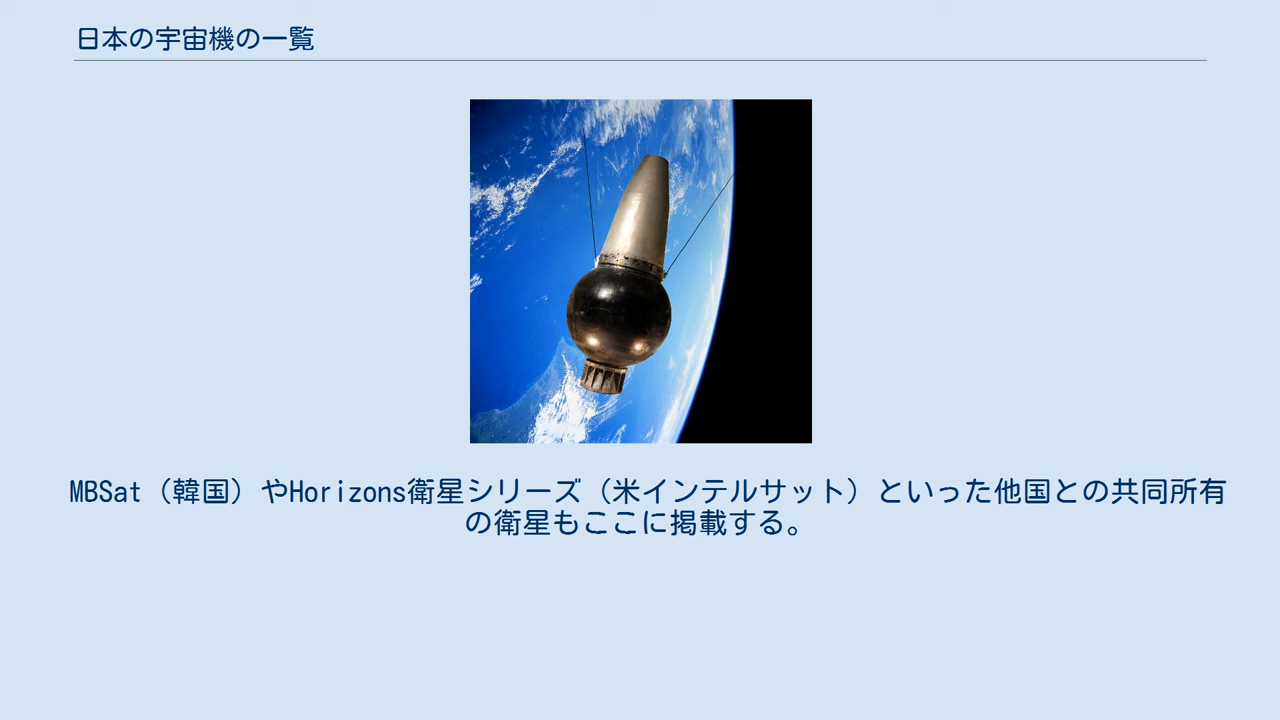 日本の宇宙機の一覧
MBSat（韓国）やHorizons衛星シリーズ（米インテルサット）といった他国との共同所有
の衛星もここに掲載する。